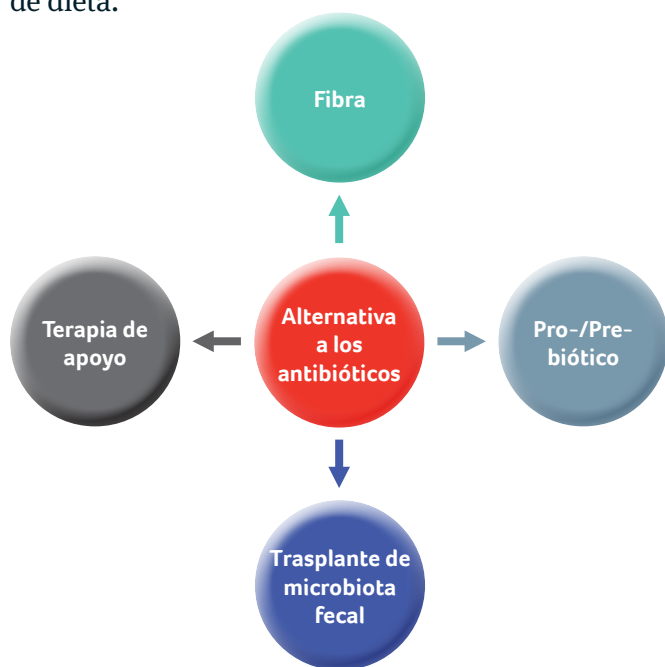 de dieta.
Fibra
Terapia de
apoyo
Alternativa
a los
antibióticos
Pro-/Pre-
biótico
Trasplante de
microbiota
fecal